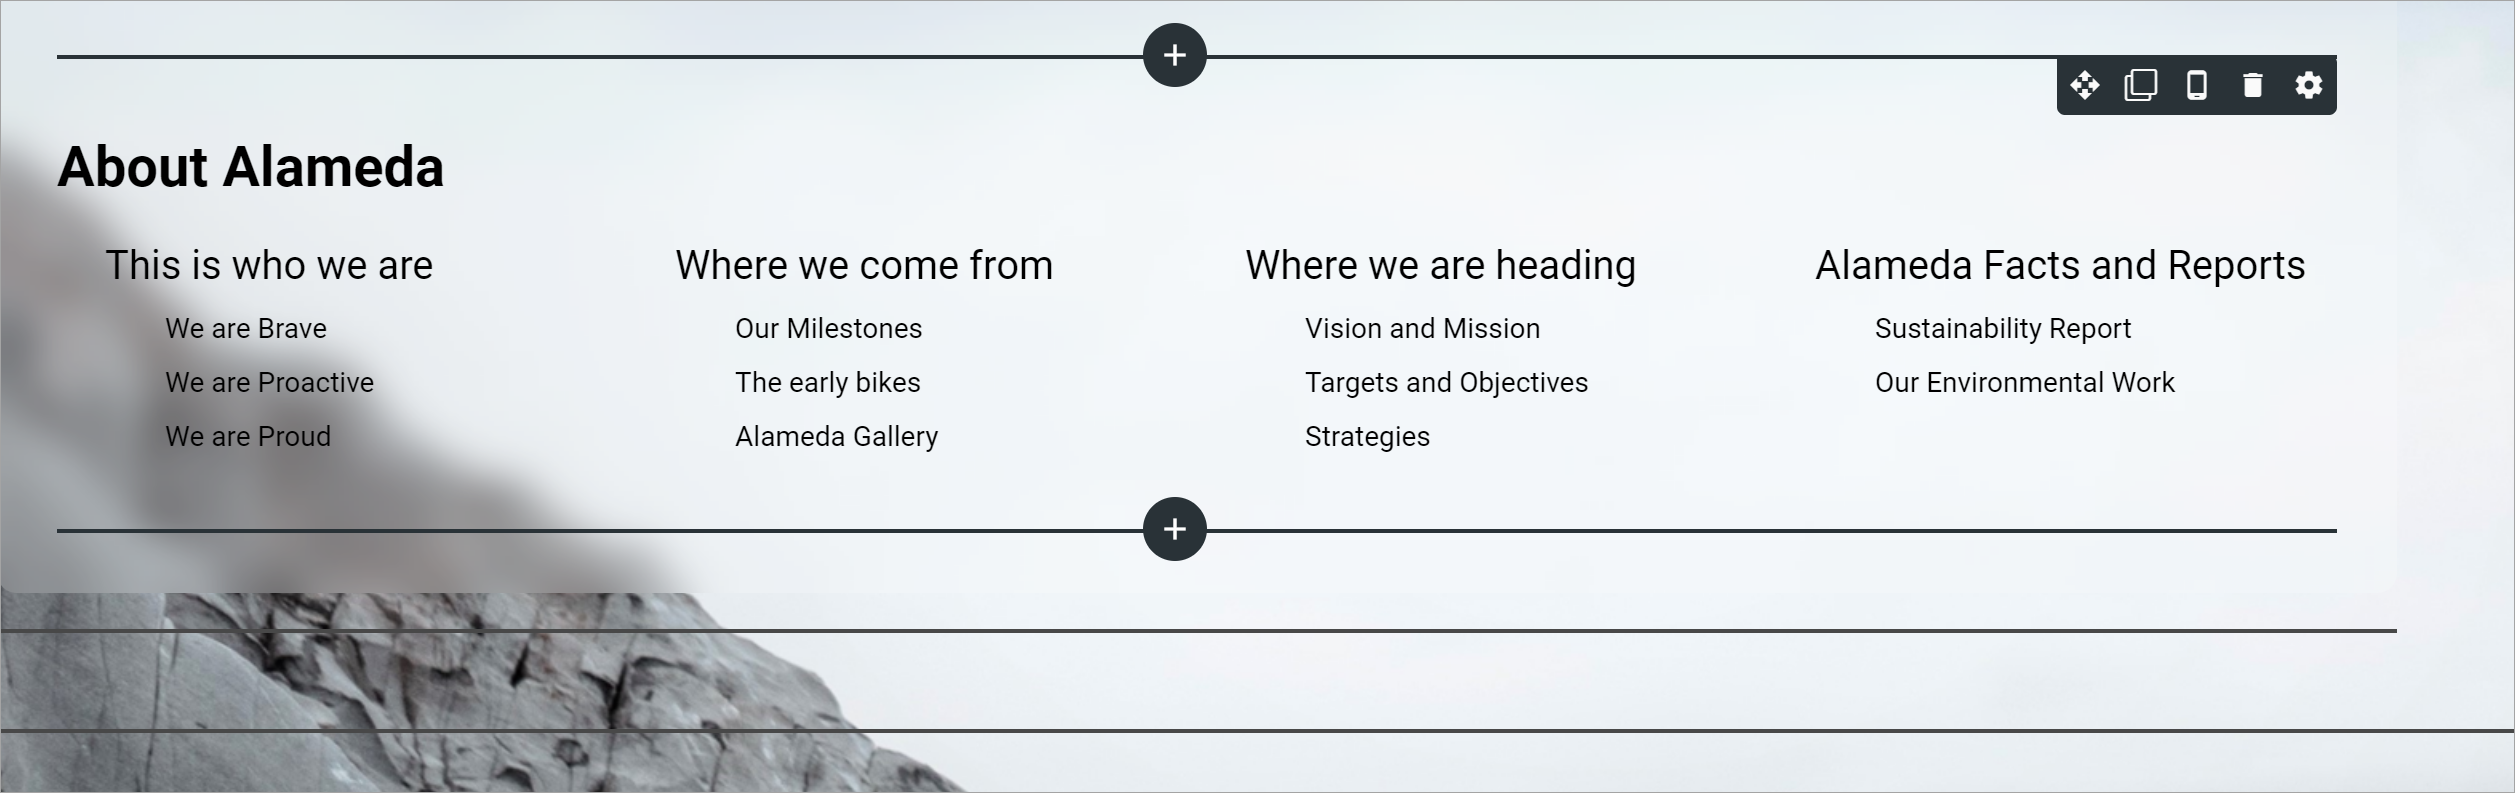 About Alameda
This is who we are
We are Brave
We are Proactive
We are Proud
Where we come from
Our Milestones
The early bikes
Alameda Gallery
Where we are heading
Vision and Mission
Targets and Objectives
Strategies
Alameda Facts and Reports
Sustainability Report
Our Environmental Work